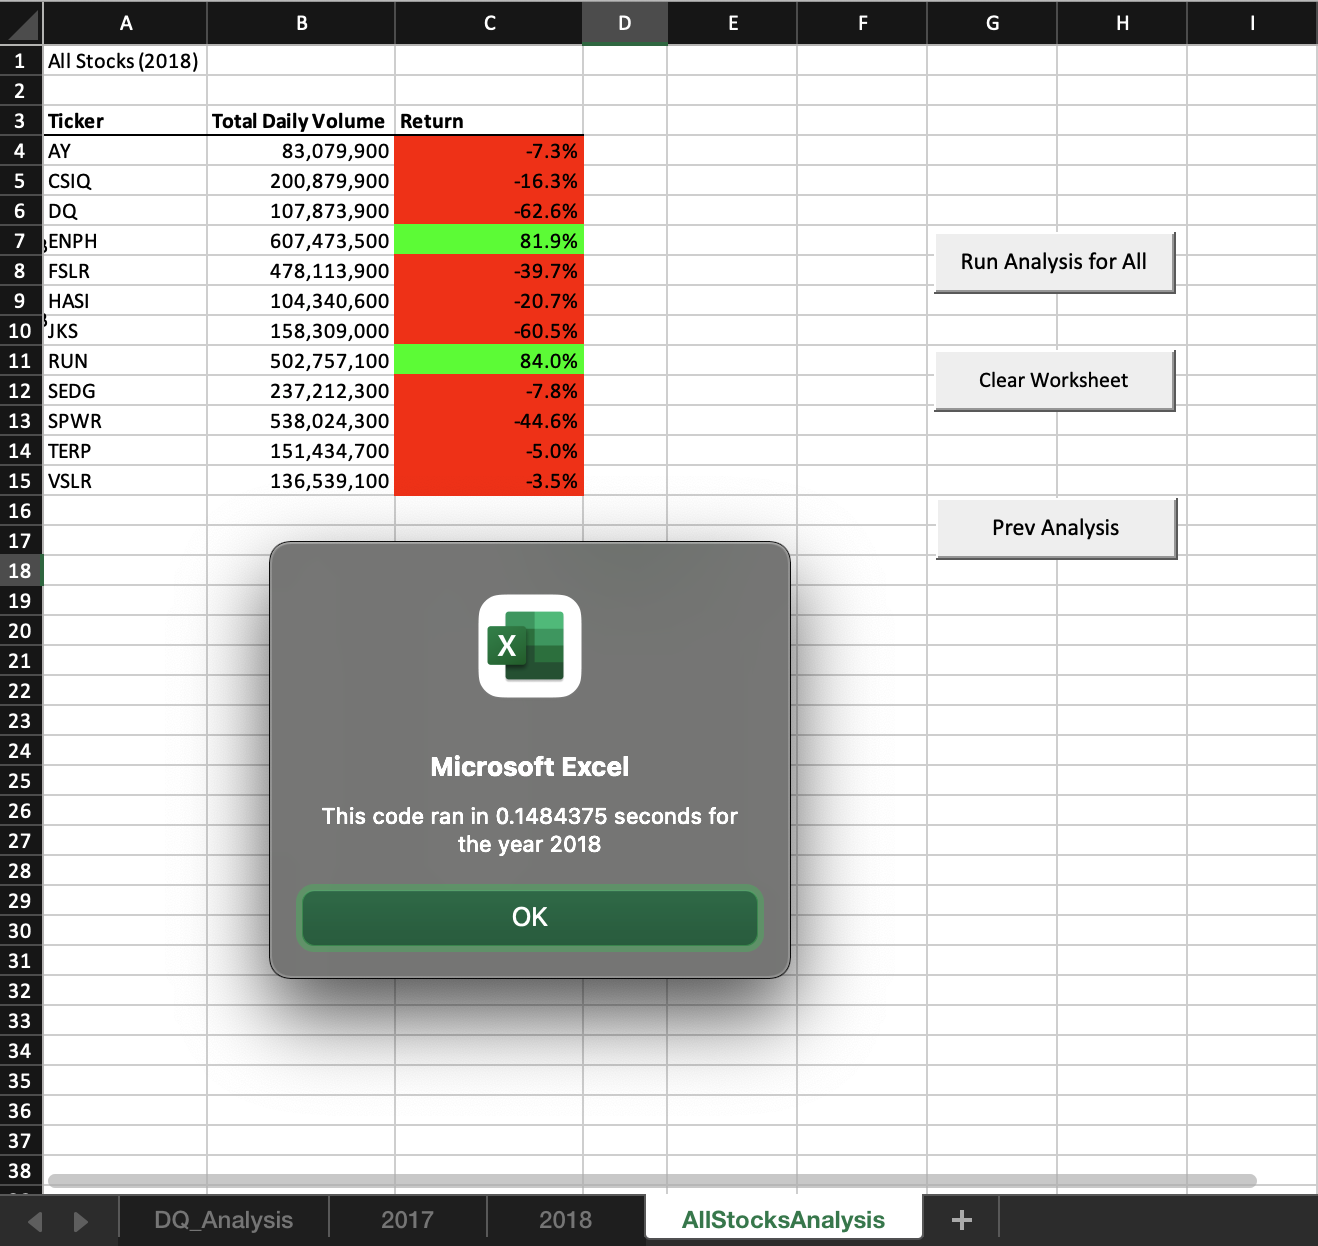 A B C D E F G H I
1 All Stocks (2018)
2
3 Ticker Total Daily Volume Return
4 AY 83,079,900 -7.3%
5 CSIQ 200,879,900 -16.3%
6 DQ 107,873,900 -62.6%
7 ENPH 607,473,500 81.9%
8 FSLR 478,113,900 -39.7%
9 HASI 104,340,600 -20.7%
10 JKS 158,309,000 -60.5%
11 RUN 502,757,100 84.0%
12 SEDG 237,212,300 -7.8%
13 SPWR 538,024,300 -44.6%
14 TERP 151,434,700 -5.0%
15 VSLR 136,539,100 -3.5%
16
17
18
19
20
21
22
23
24
25
26
27
28
29
30
31
32
33
34
35
36
37
38
Run Analysis for All
Clear Worksheet
Prev Analysis
X
Microsoft Excel
This code ran in 0.1484375 seconds for
the year 2018
OK
DQ_Analysis 2017 2018 AllStocksAnalysis +